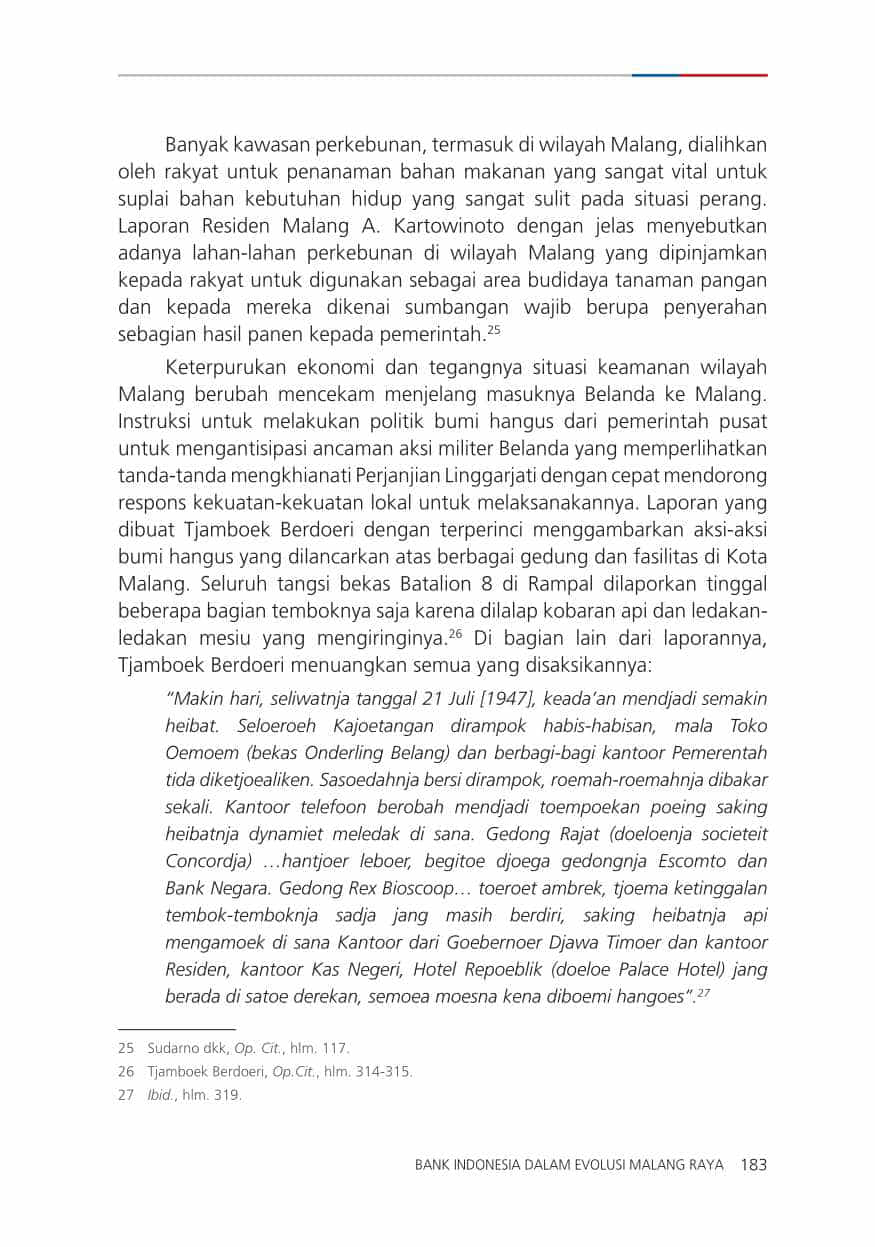 Banyak kawasan perkebunan, termasuk di wilayah Malang, dialihkan
oleh rakyat untuk penanaman bahan makanan yang sangat vital untuk
suplai bahan kebutuhan hidup yang sangat sulit pada situasi perang.
Laporan Residen Malang A. Kartowinoto dengan jelas menyebutkan
adanya lahan-lahan perkebunan di wilayah Malang yang dipinjamkan
kepada rakyat untuk digunakan sebagai area budidaya tanaman pangan
dan kepada mereka dikenai sumbangan wajib berupa penyerahan
sebagian hasil panen kepada pemerintah.25
Keterpurukan ekonomi dan tegangnya situasi keamanan wilayah
Malang berubah mencekam menjelang masuknya Belanda ke Malang.
Instruksi untuk melakukan politik bumi hangus dari pemerintah pusat
untuk mengantisipasi ancaman aksi militer Belanda yang memperlihatkan
tanda-tanda mengkhianati Perjanjian Linggarjati dengan cepat mendorong
respons kekuatan-kekuatan lokal untuk melaksanakannya. Laporan yang
dibuat Tjamboek Berdoeri dengan terperinci menggambarkan aksi-aksi
bumi hangus yang dilancarkan atas berbagai gedung dan fasilitas di Kota
Malang. Seluruh tangsi bekas Batalion 8 di Rampal dilaporkan tinggal
beberapa bagian temboknya saja karena dilalap kobaran api dan ledakan-
ledakan mesiu yang mengiringinya.26 Di bagian lain dari laporannya,
Tjamboek Berdoeri menuangkan semua yang disaksikannya:
“Makin hari, seliwatnja tanggal 21 Juli [1947], keada’an mendjadi semakin
heibat. Seloeroeh Kajoetangan dirampok habis-habisan, mala Toko
Oemoem (bekas Onderling Belang) dan berbagi-bagi kantoor Pemerentah
tida diketjoealiken. Sasoedahnja bersi dirampok, roemah-roemahnja dibakar
sekali. Kantoor telefoon berobah mendjadi toempoekan poeing saking
heibatnja dynamiet meledak di sana. Gedong Rajat (doeloenja societeit
Concordja) …hantjoer leboer, begitoe djoega gedongnja Escomto dan
Bank Negara. Gedong Rex Bioscoop… toeroet ambrek, tjoema ketinggalan
tembok-temboknja sadja jang masih berdiri, saking heibatnja api
mengamoek di sana Kantoor dari Goebernoer Djawa Timoer dan kantoor
Residen, kantoor Kas Negeri, Hotel Repoeblik (doeloe Palace Hotel) jang
berada di satoe derekan, semoea moesna kena diboemi hangoes”.27
25 Sudarno dkk, Op. Cit., hlm. 117.
26 Tjamboek Berdoeri, Op.Cit., hlm. 314-315.
27 Ibid., hlm. 319.
BANK INDONESIA DALAM EVOLUSI MALANG RAYA 183